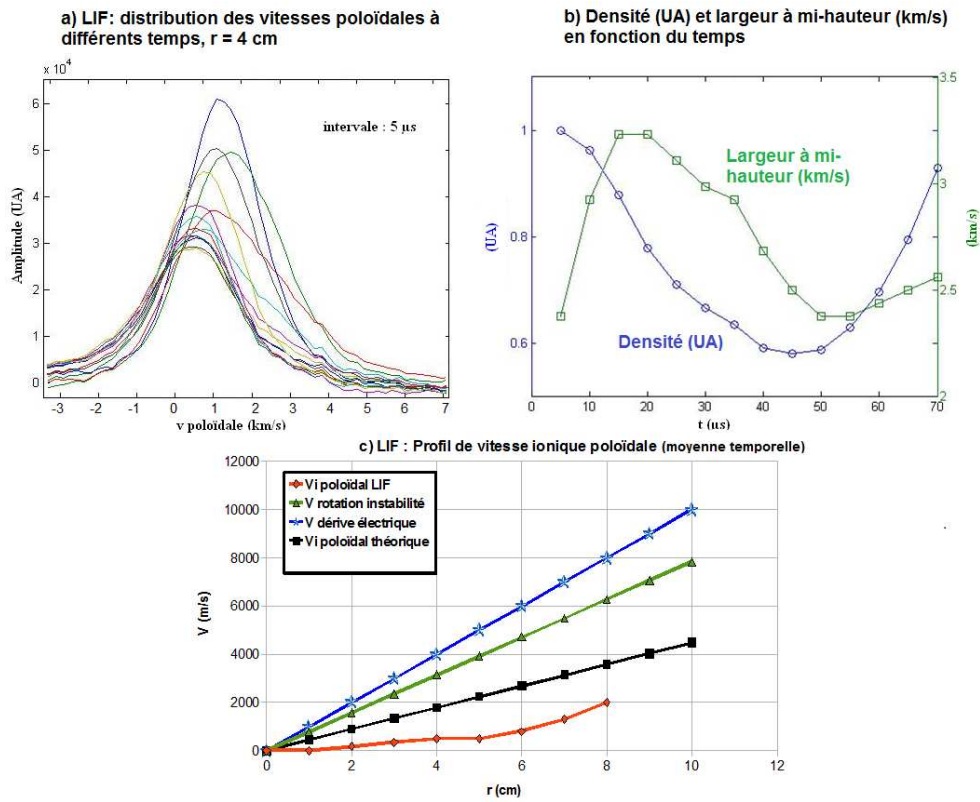 a) LIF: distribution des vitesses poloïdales à
différents temps, r = 4 cm
x 10⁴
6
5
4
3
2
1
0
Amplitude (UA)
intervale : 5 µs
-3 -2 -1 0 1 2 3 4 5 6 7
v poloïdale (km/s)
b) Densité (UA) et largeur à mi-hauteur (km/s)
en fonction du temps
1
0.8
0.6
(UA)
3.5
3
2.5
2
(km/s)
Largeur à mi-
hauteur (km/s)
Densité (UA)
0 10 20 30 40 50 60 70
t (µs)
c) LIF : Profil de vitesse ionique poloïdale (moyenne temporelle)
12000
10000
8000
6000
4000
2000
0
V (m/s)
Vi poloïdal LIF
V rotation instabilité
V dérive électrique
Vi poloïdal théorique
0 2 4 6 8 10 12
r (cm)